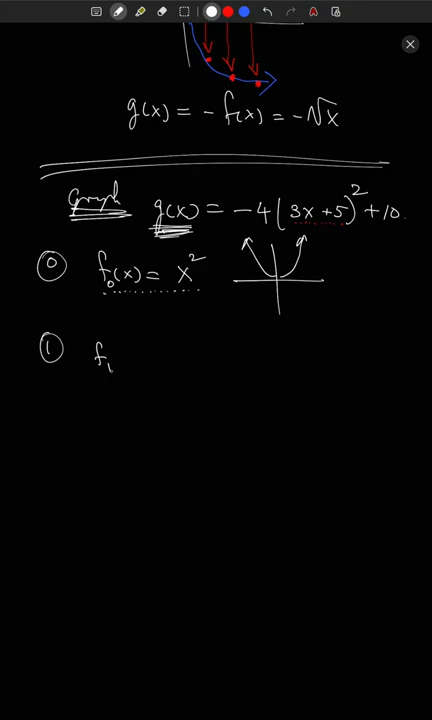 g(x) = - f(x) = -√x
Graph g(x) = -4(3x+5)² + 10.
⓪ f₀(x) = x²
① f₁